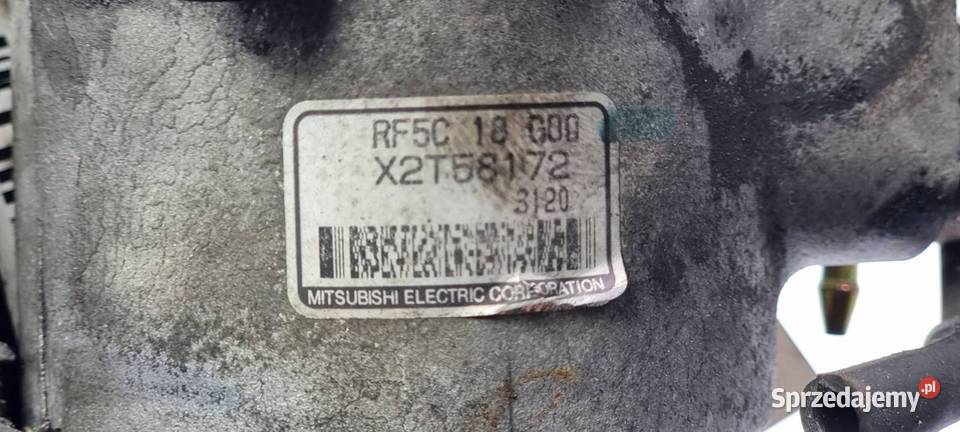 RF5C 18 G00
X2T58172
3120
MITSUBISHI ELECTRIC CORPORATION
Sprzedajemy.pl